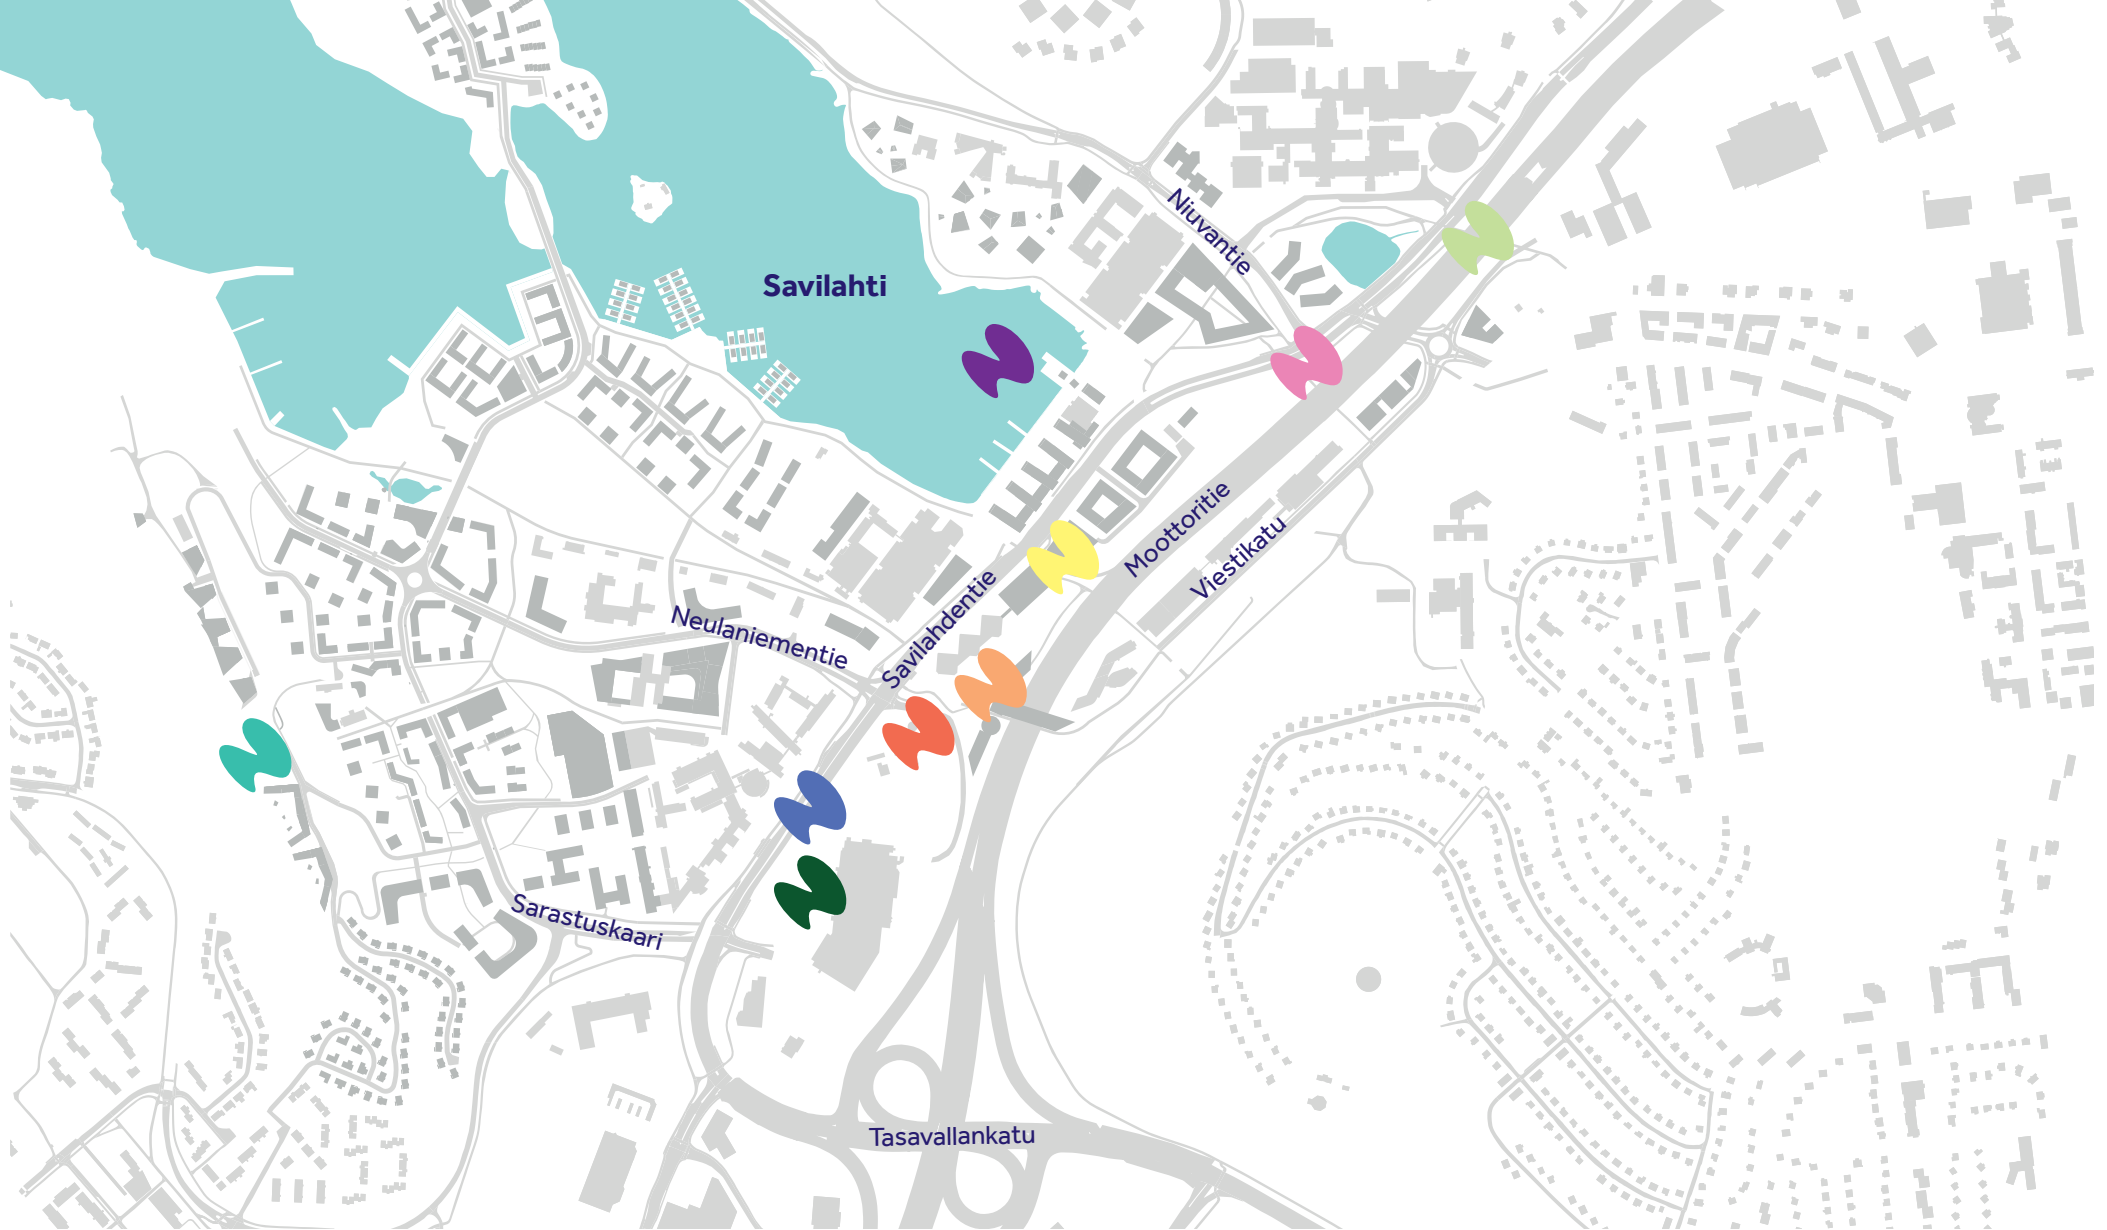 Niuvantie
Savilahti
Moottoritie
Viestikatu
Savilahdentie
Neulaniementie
Sarastuskaari
Tasavallankatu